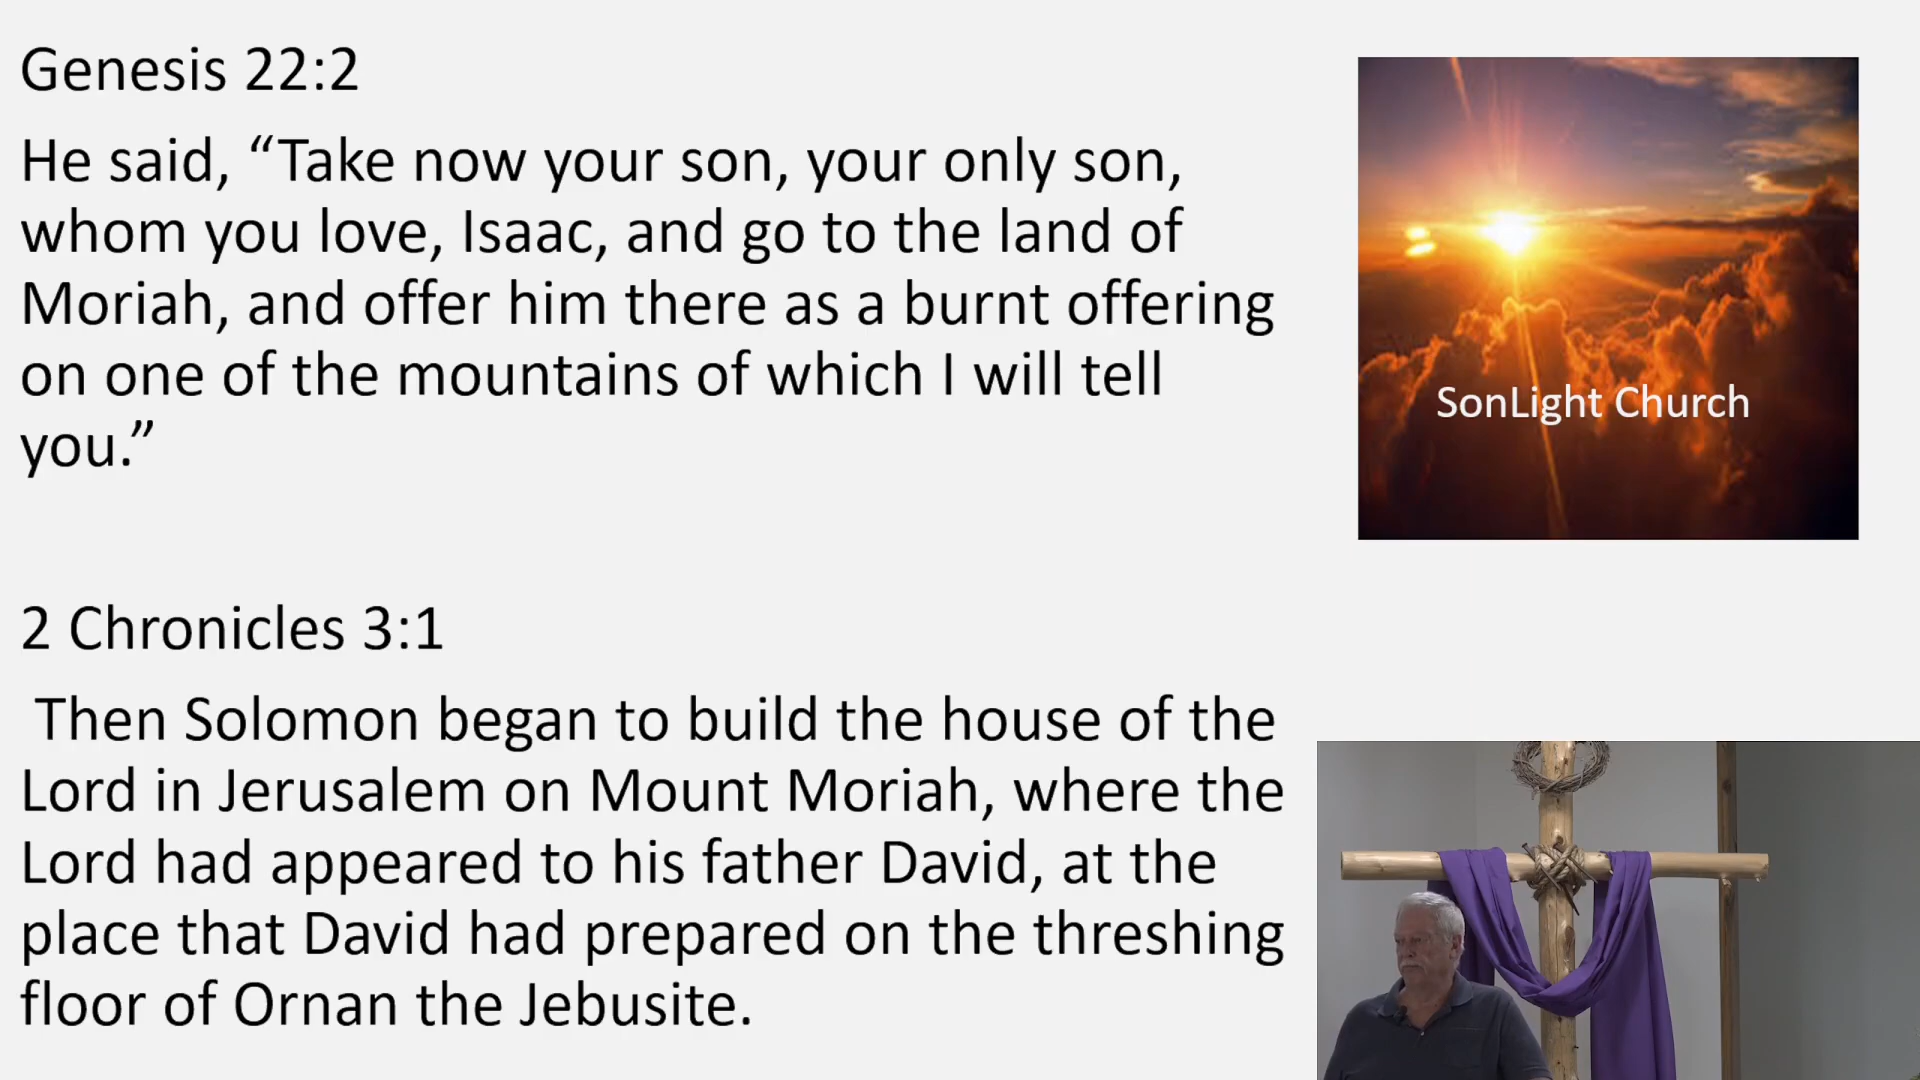 Genesis 22:2
He said, “Take now your son, your only son,
whom you love, Isaac, and go to the land of
Moriah, and offer him there as a burnt offering
on one of the mountains of which I will tell
you.”
2 Chronicles 3:1
Then Solomon began to build the house of the
Lord in Jerusalem on Mount Moriah, where the
Lord had appeared to his father David, at the
place that David had prepared on the threshing
floor of Ornan the Jebusite.
SonLight Church